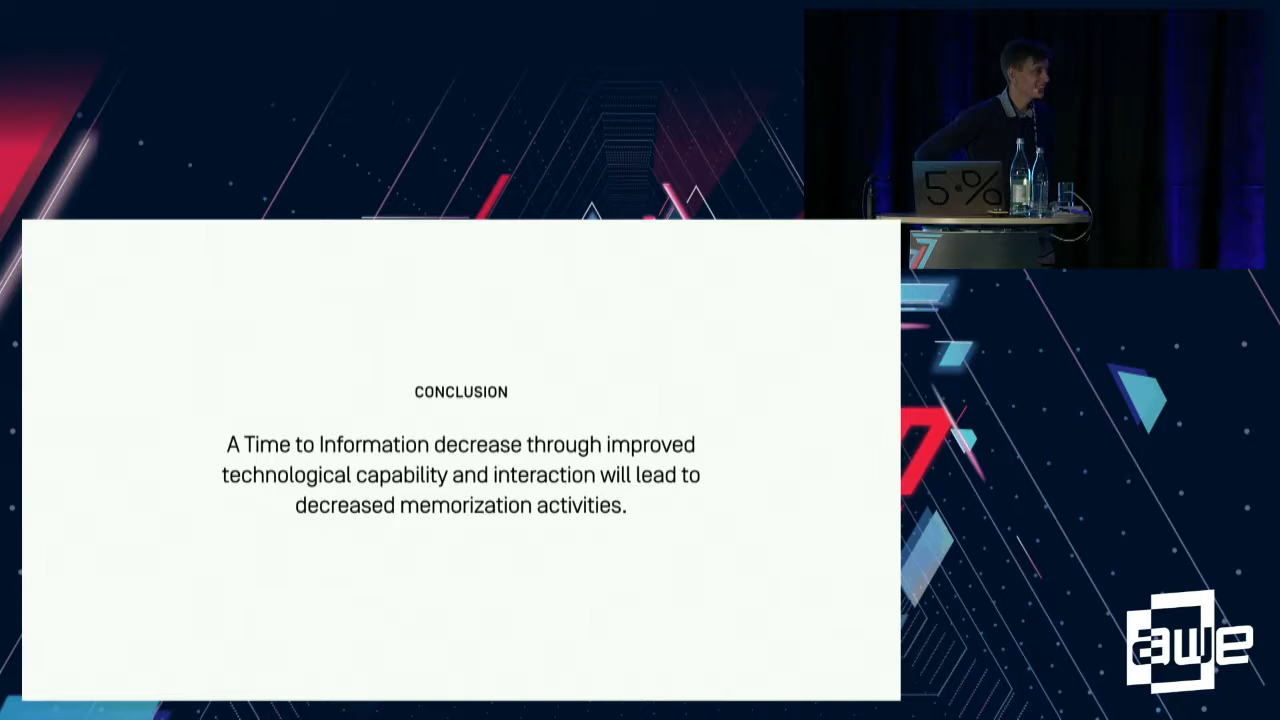 5%
CONCLUSION
A Time to Information decrease through improved
technological capability and interaction will lead to
decreased memorization activities.
awe